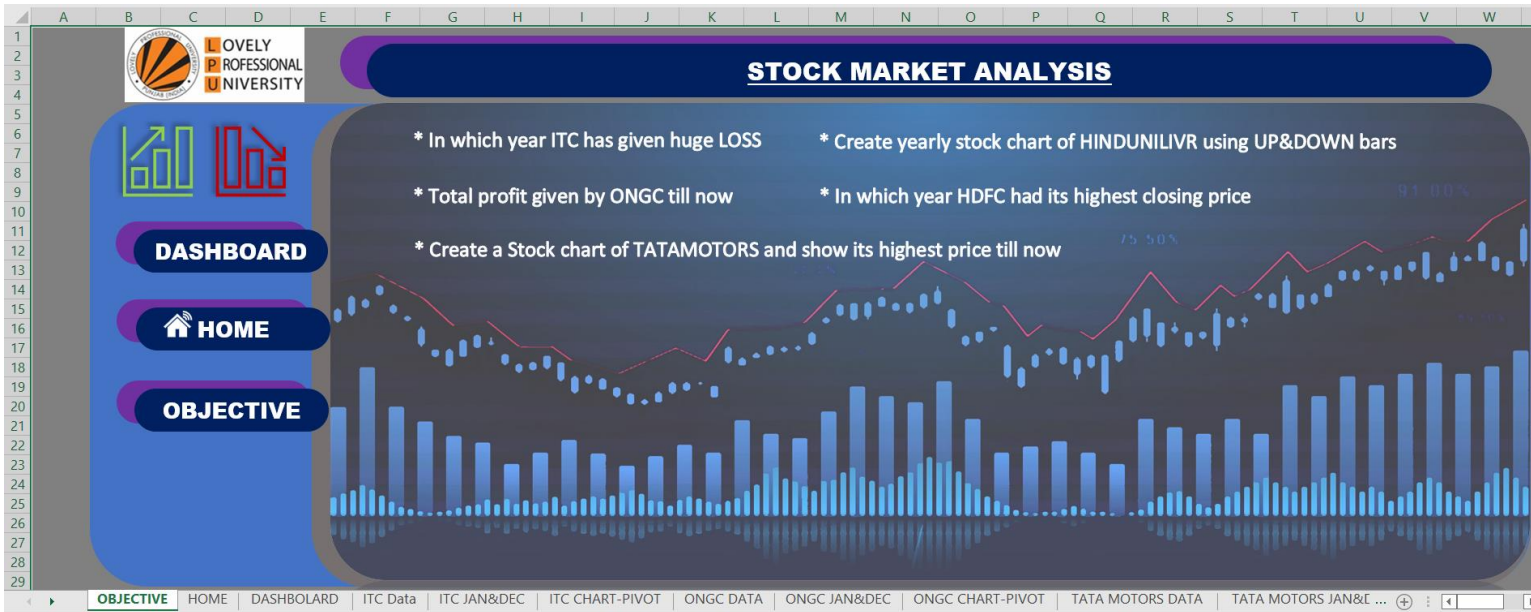 A B C D E F G H I J K L M N O P Q R S T U V W
1
2
3
4
5
6
7
8
9
10
11
12
13
14
15
16
17
18
19
20
21
22
23
24
25
26
27
28
29
LOVELY
PROFESSIONAL
UNIVERSITY
STOCK MARKET ANALYSIS
* In which year ITC has given huge LOSS
* Create yearly stock chart of HINDUNILIVR using UP&DOWN bars
* Total profit given by ONGC till now
* In which year HDFC had its highest closing price
* Create a Stock chart of TATAMOTORS and show its highest price till now
DASHBOARD
HOME
OBJECTIVE
75 50%
OBJECTIVE HOME DASHBOLARD ITC Data ITC JAN&DEC ITC CHART-PIVOT ONGC DATA ONGC JAN&DEC ONGC CHART-PIVOT TATA MOTORS DATA TATA MOTORS JAN&D ...